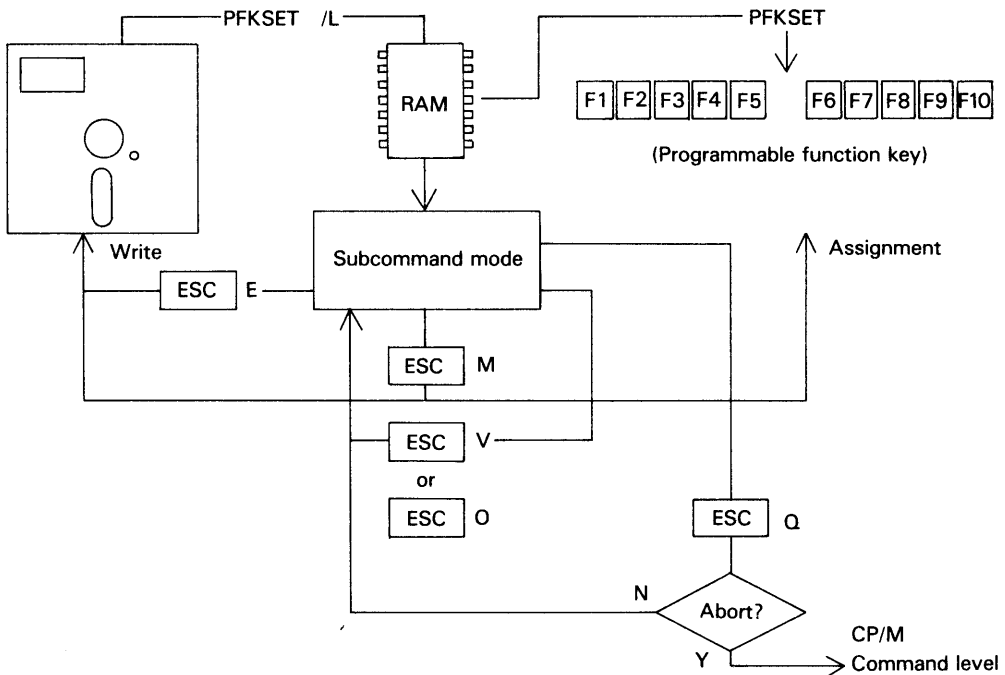 PFKSET /L
PFKSET
RAM
F1 F2 F3 F4 F5 F6 F7 F8 F9 F10
(Programmable function key)
Write
Subcommand mode
Assignment
ESC E
ESC M
ESC V
or
ESC O
ESC Q
N
Abort?
Y
CP/M
Command level